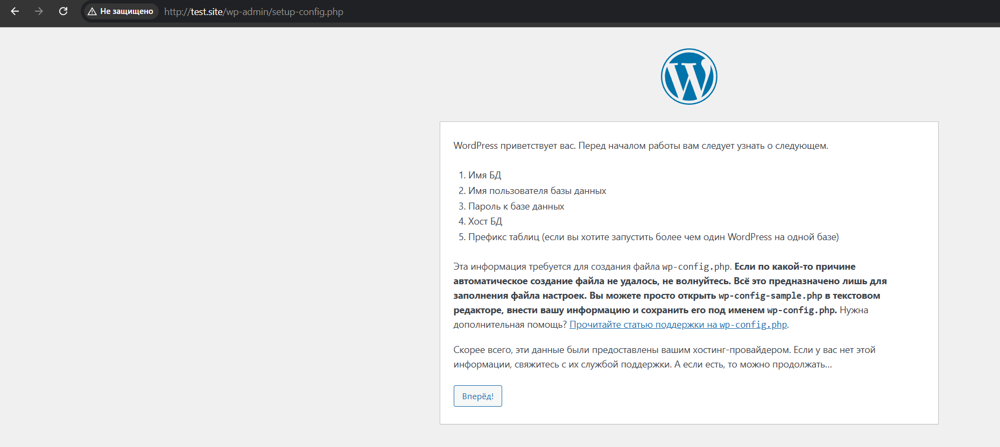 Не защищено http://test.site/wp-admin/setup-config.php
WordPress приветствует вас. Перед началом работы вам следует узнать о следующем.
1. Имя БД
2. Имя пользователя базы данных
3. Пароль к базе данных
4. Хост БД
5. Префикс таблиц (если вы хотите запустить более чем один WordPress на одной базе)
Эта информация требуется для создания файла wp-config.php. Если по какой-то причине
автоматическое создание файла не удалось, не волнуйтесь. Всё это предназначено лишь для
заполнения файла настроек. Вы можете просто открыть wp-config-sample.php в текстовом
редакторе, внести вашу информацию и сохранить его под именем wp-config.php. Нужна
дополнительная помощь? Прочитайте статью поддержки на wp-config.php.
Скорее всего, эти данные были предоставлены вашим хостинг-провайдером. Если у вас нет этой
информации, свяжитесь с их службой поддержки. А если есть, то можно продолжать…
Вперёд!